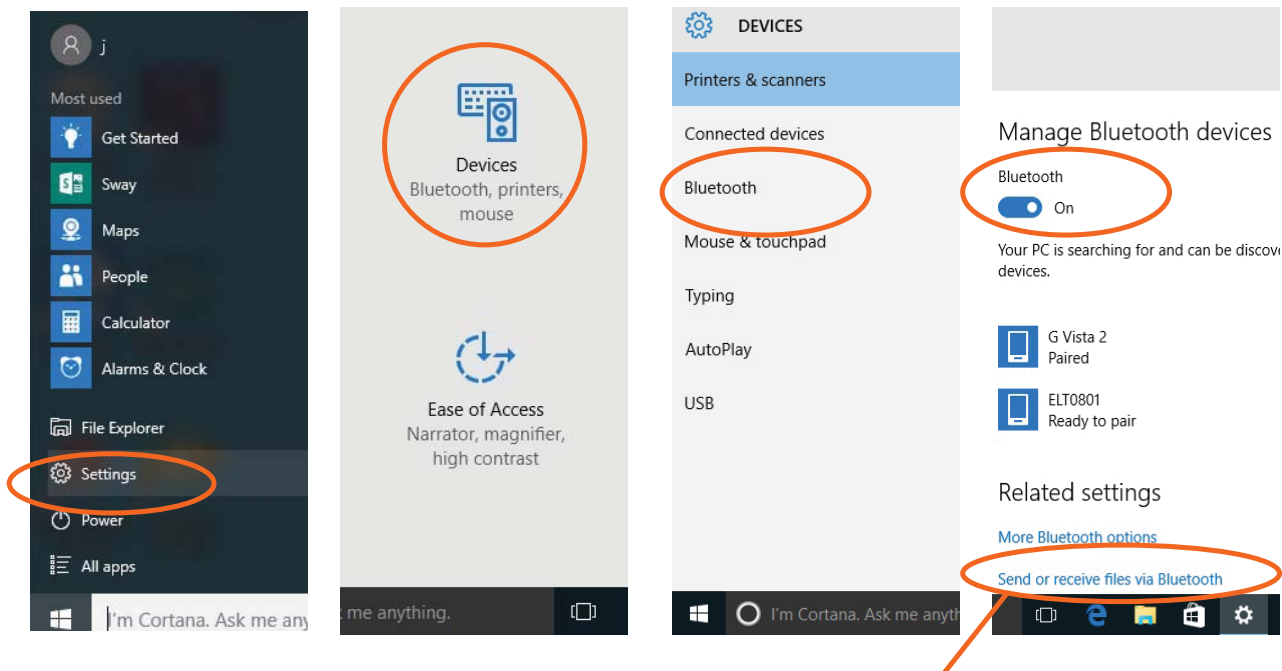 j
Most used
Get Started
Sway
Maps
People
Calculator
Alarms & Clock
File Explorer
Settings
Power
All apps
I'm Cortana. Ask me any
Devices
Bluetooth, printers,
mouse
Ease of Access
Narrator, magnifier,
high contrast
me anything.
DEVICES
Printers & scanners
Connected devices
Bluetooth
Mouse & touchpad
Typing
AutoPlay
USB
I'm Cortana. Ask me anyth
Manage Bluetooth devices
Bluetooth
On
Your PC is searching for and can be discove
devices.
G Vista 2
Paired
ELT0801
Ready to pair
Related settings
More Bluetooth options
Send or receive files via Bluetooth